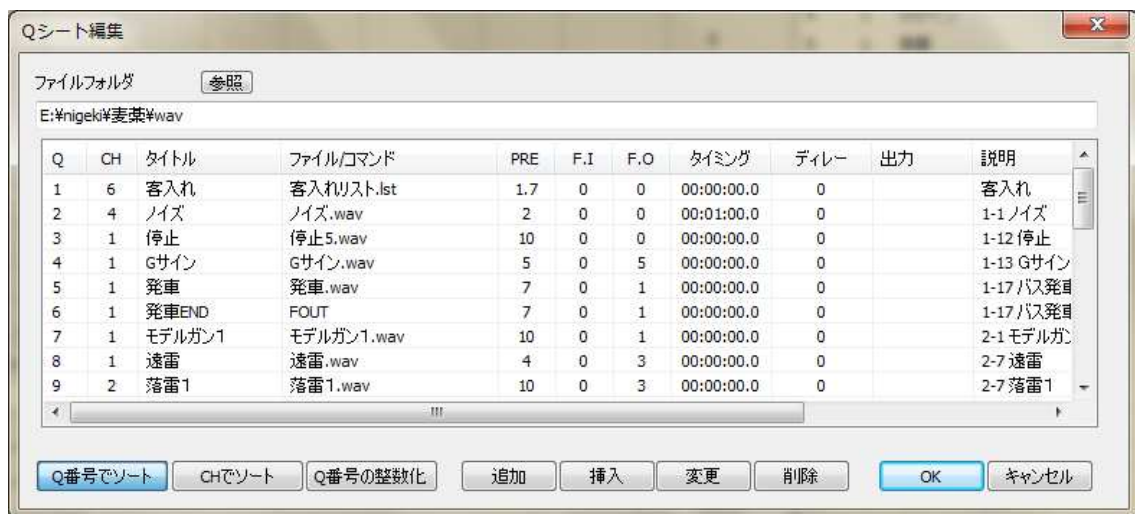 Qシート編集
ファイルフォルダ 参照
E:¥nigeki¥麦藁¥wav
Q CH タイトル ファイル/コマンド PRE F.I F.O タイミング ディレー 出力 説明
1 6 客入れ 客入れリスト.lst 1.7 0 0 00:00:00.0 0 客入れ
2 4 ノイズ ノイズ.wav 2 0 0 00:01:00.0 0 1-1 ノイズ
3 1 停止 停止5.wav 10 0 0 00:00:00.0 0 1-12 停止
4 1 Gサイン Gサイン.wav 5 0 5 00:00:00.0 0 1-13 Gサイン
5 1 発車 発車.wav 7 0 1 00:00:00.0 0 1-17 バス発車
6 1 発車END FOUT 7 0 1 00:00:00.0 0 1-17 バス発車
7 1 モデルガン1 モデルガン1.wav 10 0 1 00:00:00.0 0 2-1 モデルガン
8 1 遠雷 遠雷.wav 4 0 3 00:00:00.0 0 2-7 遠雷
9 2 落雷1 落雷1.wav 10 0 3 00:00:00.0 0 2-7 落雷1
Q番号でソート CHでソート Q番号の整数化 追加 挿入 変更 削除 OK キャンセル